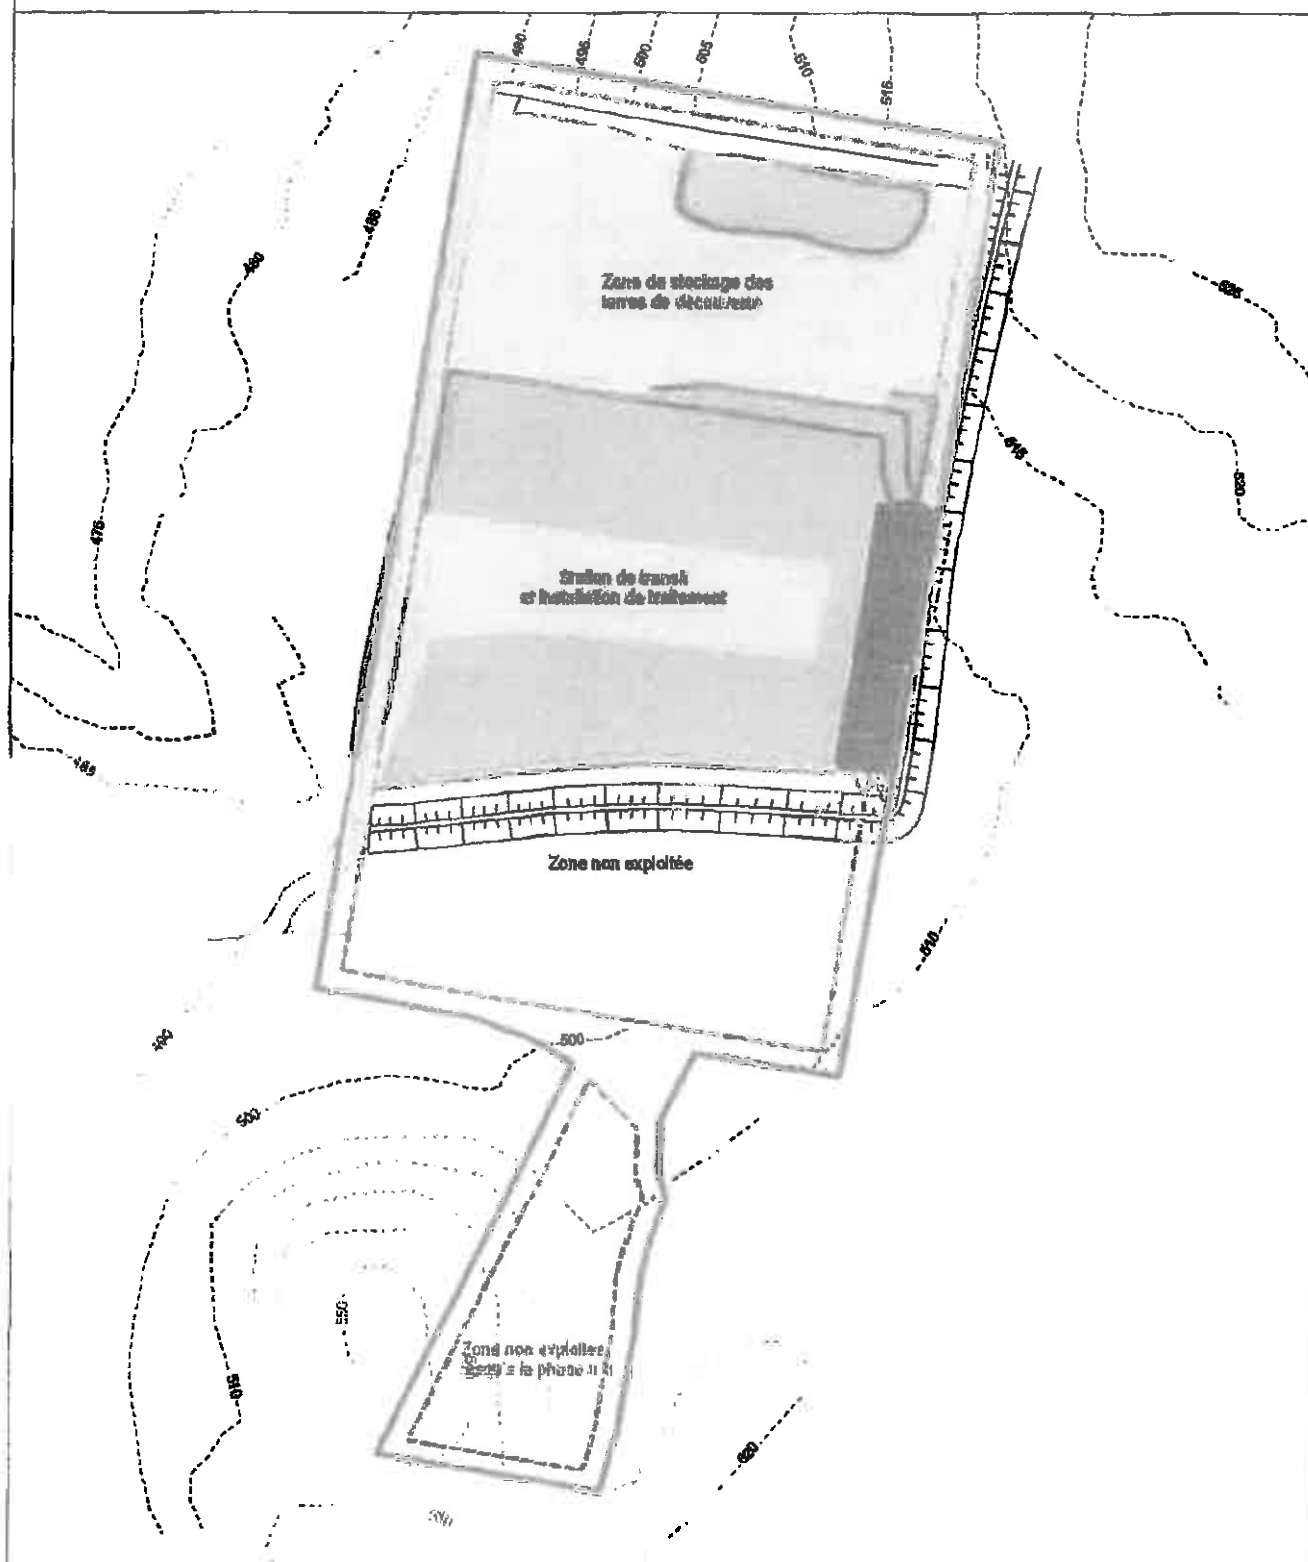 490
495
500
505
510
515
485
480
525
Zone de stockage des
terres de découverte
515
520
475
Station de transit
et installation de traitement
485
Zone non exploitée
510
490
500
500
550
Zone non exploitée
la phase
510
520